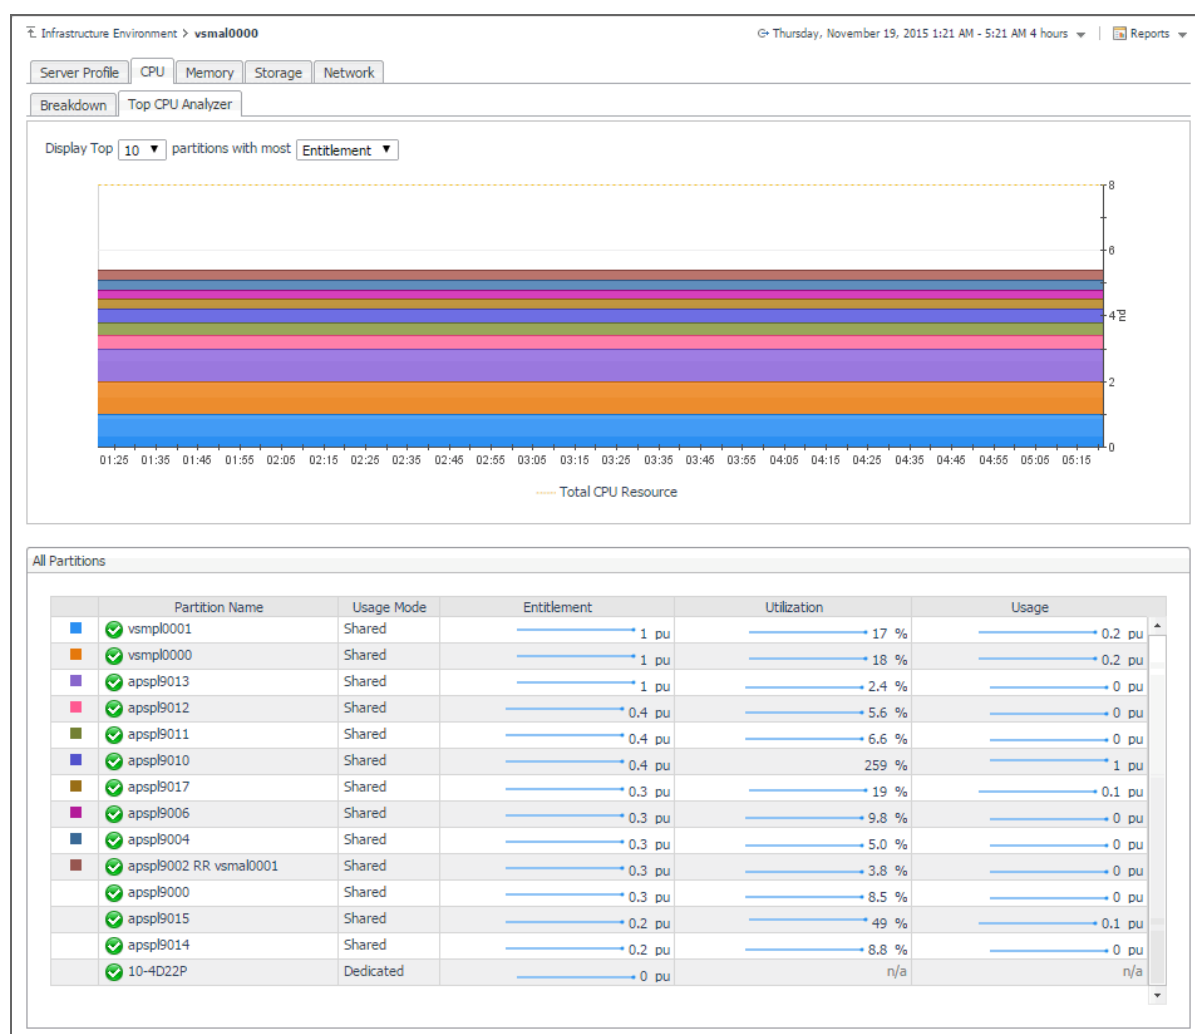 Infrastructure Environment > vsmal0000 Thursday, November 19, 2015 1:21 AM - 5:21 AM 4 hours | Reports
Server Profile CPU Memory Storage Network
Breakdown Top CPU Analyzer
Display Top 10 partitions with most Entitlement
8
6
4 pu
2
0
01:25 01:35 01:45 01:55 02:05 02:15 02:25 02:35 02:45 02:55 03:05 03:15 03:25 03:35 03:45 03:55 04:05 04:15 04:25 04:35 04:45 04:55 05:05 05:15
Total CPU Resource
All Partitions
Partition Name Usage Mode Entitlement Utilization Usage
vsmpl0001 Shared 1 pu 17 % 0.2 pu
vsmpl0000 Shared 1 pu 18 % 0.2 pu
apspl9013 Shared 1 pu 2.4 % 0 pu
apspl9012 Shared 0.4 pu 5.6 % 0 pu
apspl9011 Shared 0.4 pu 6.6 % 0 pu
apspl9010 Shared 0.4 pu 259 % 1 pu
apspl9017 Shared 0.3 pu 19 % 0.1 pu
apspl9006 Shared 0.3 pu 9.8 % 0 pu
apspl9004 Shared 0.3 pu 5.0 % 0 pu
apspl9002 RR vsmal0001 Shared 0.3 pu 3.8 % 0 pu
apspl9000 Shared 0.3 pu 8.5 % 0 pu
apspl9015 Shared 0.2 pu 49 % 0.1 pu
apspl9014 Shared 0.2 pu 8.8 % 0 pu
10-4D22P Dedicated 0 pu n/a n/a